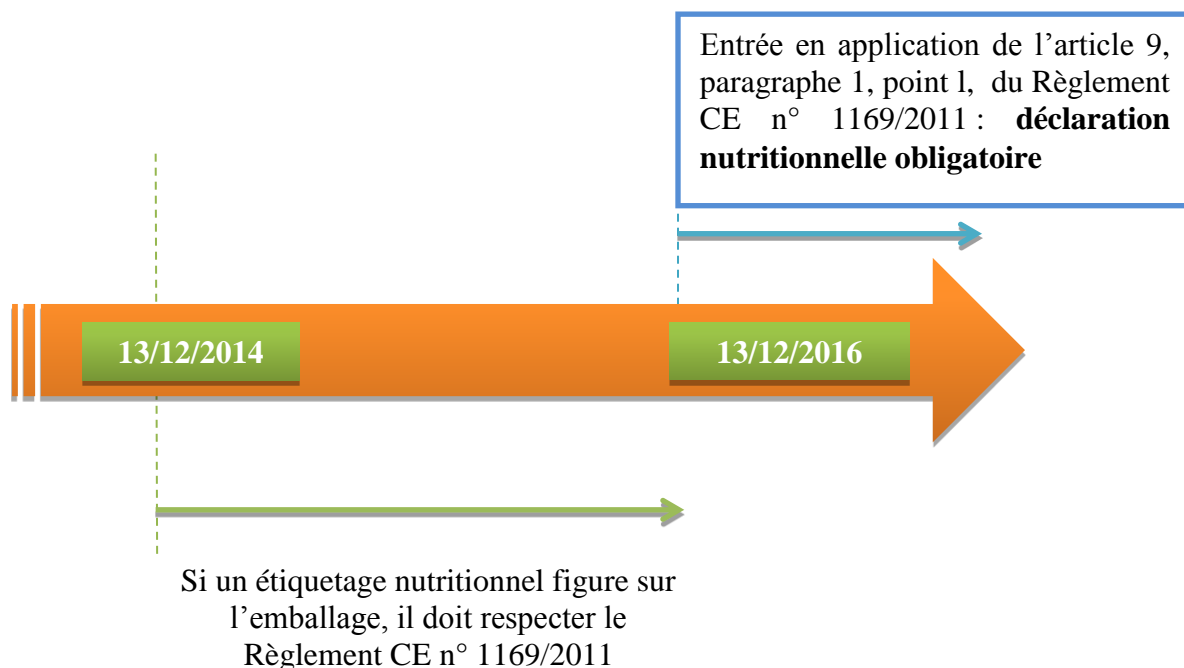 Entrée en application de l’article 9,
paragraphe 1, point l, du Règlement
CE n° 1169/2011 : déclaration
nutritionnelle obligatoire
13/12/2014
13/12/2016
Si un étiquetage nutritionnel figure sur
l’emballage, il doit respecter le
Règlement CE n° 1169/2011